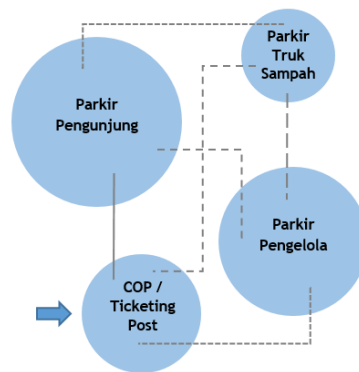 Parkir
Truk
Sampah
Parkir
Pengunjung
Parkir
Pengelola
COP /
Ticketing
Post